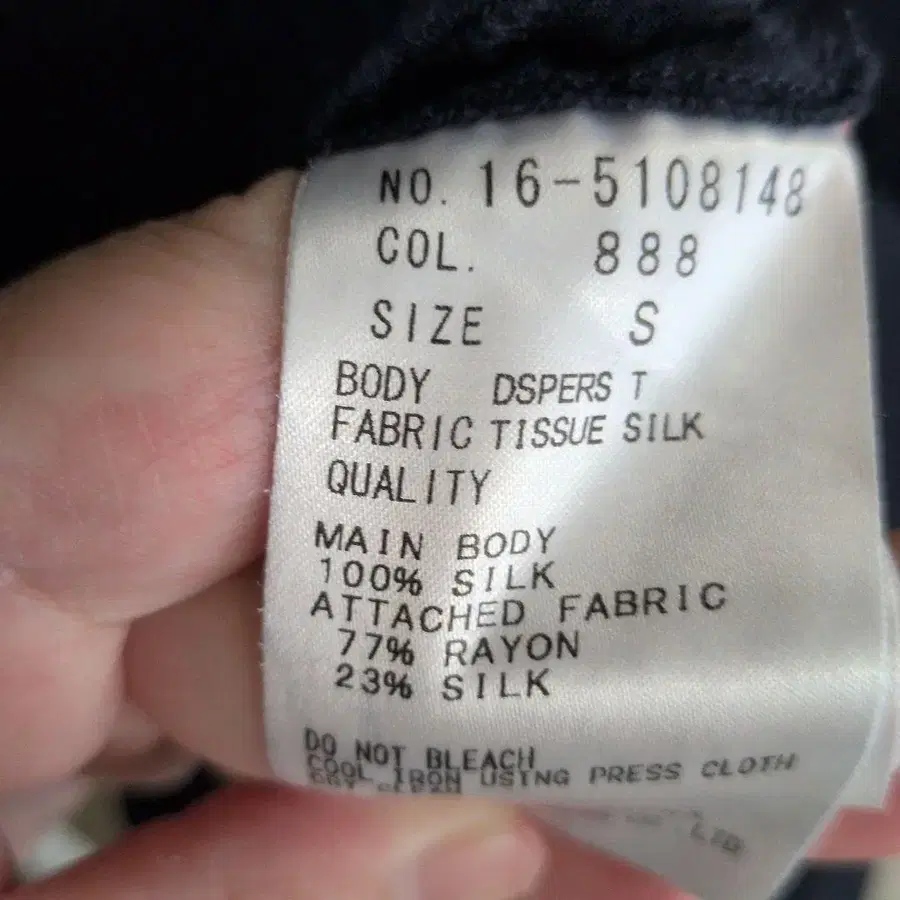 NO. 16-5108148
COL. 888
SIZE S
BODY DSPERS T
FABRIC TISSUE SILK
QUALITY
MAIN BODY
100% SILK
ATTACHED FABRIC
77% RAYON
23% SILK
DO NOT BLEACH
COOL IRON USTNG PRESS CLOTH